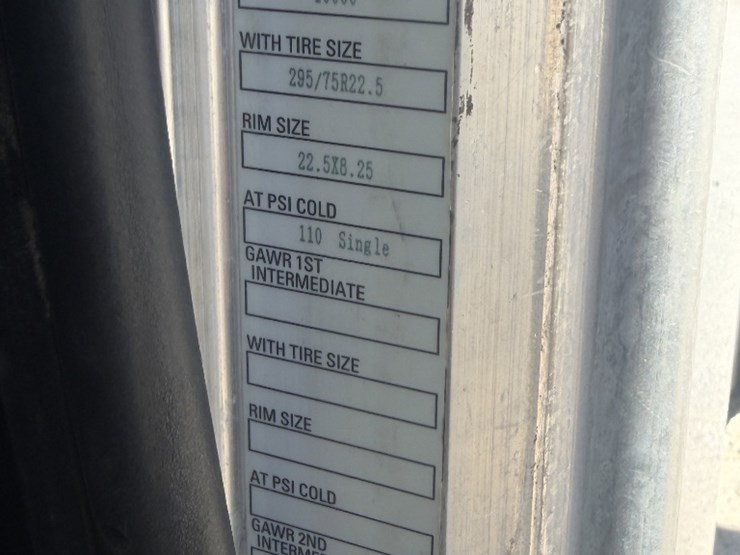 WITH TIRE SIZE
295/75R22.5
RIM SIZE
22.5X8.25
AT PSI COLD
110 Single
GAWR 1ST
INTERMEDIATE
WITH TIRE SIZE
RIM SIZE
AT PSI COLD
GAWR 2ND